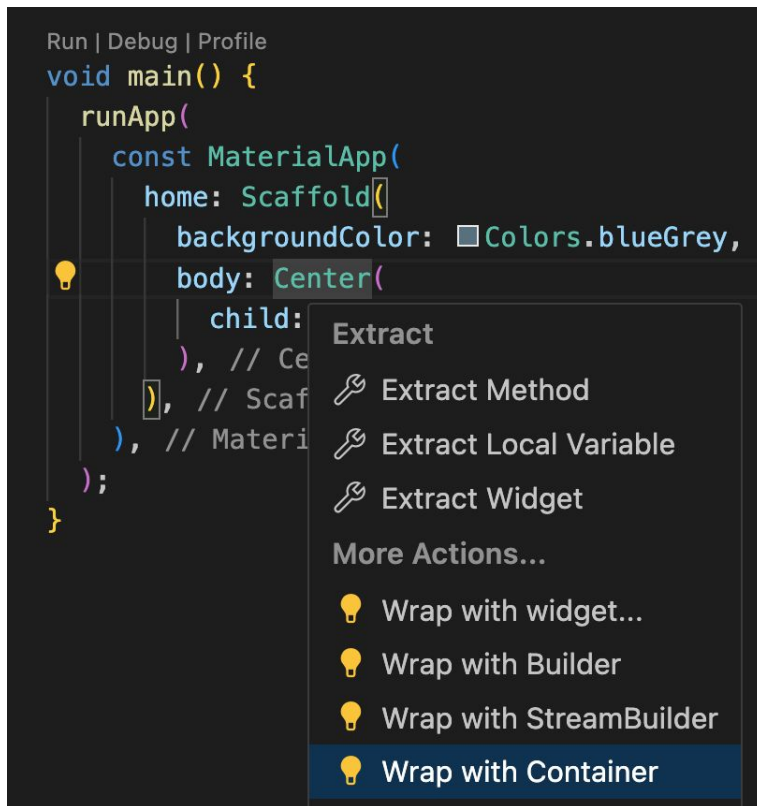 Run | Debug | Profile
void main() {
runApp(
const MaterialApp(
home: Scaffold(
backgroundColor: Colors.blueGrey,
body: Center(
child:
), // Ce
), // Scaf
), // Materi
);
}
Extract
Extract Method
Extract Local Variable
Extract Widget
More Actions...
Wrap with widget...
Wrap with Builder
Wrap with StreamBuilder
Wrap with Container